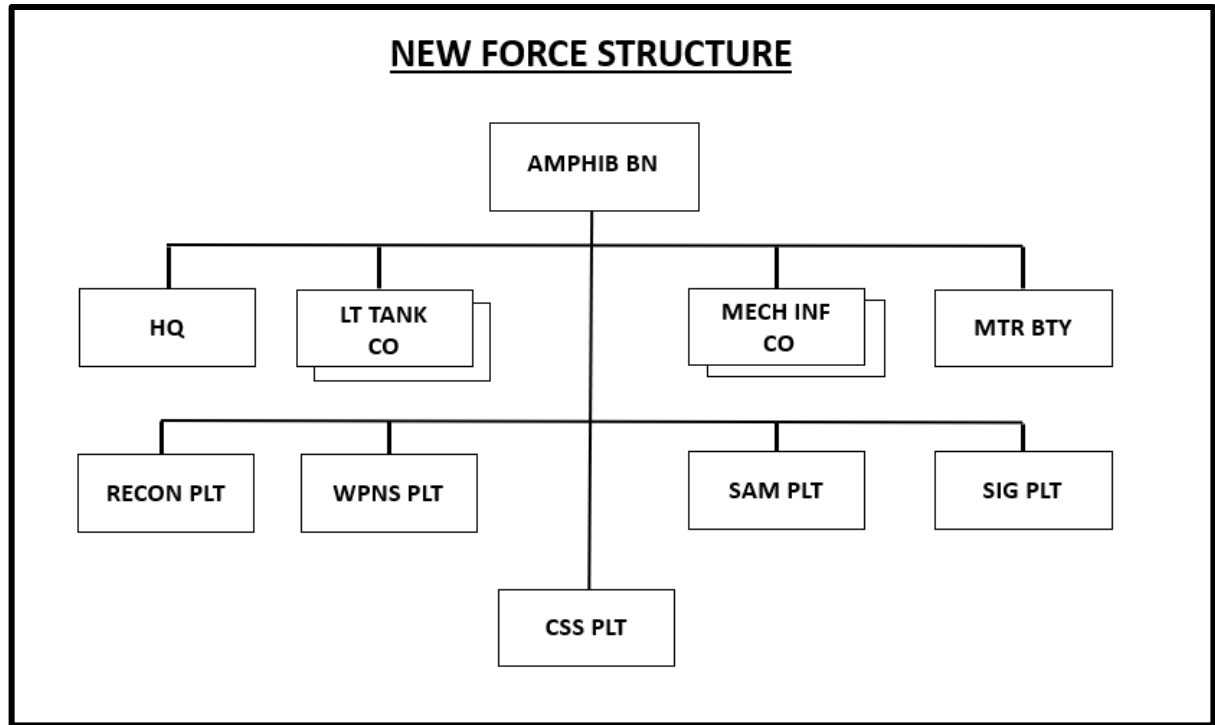 NEW FORCE STRUCTURE
AMPHIB BN
HQ
LT TANK
CO
MECH INF
CO
MTR BTY
RECON PLT
WPNS PLT
SAM PLT
SIG PLT
CSS PLT